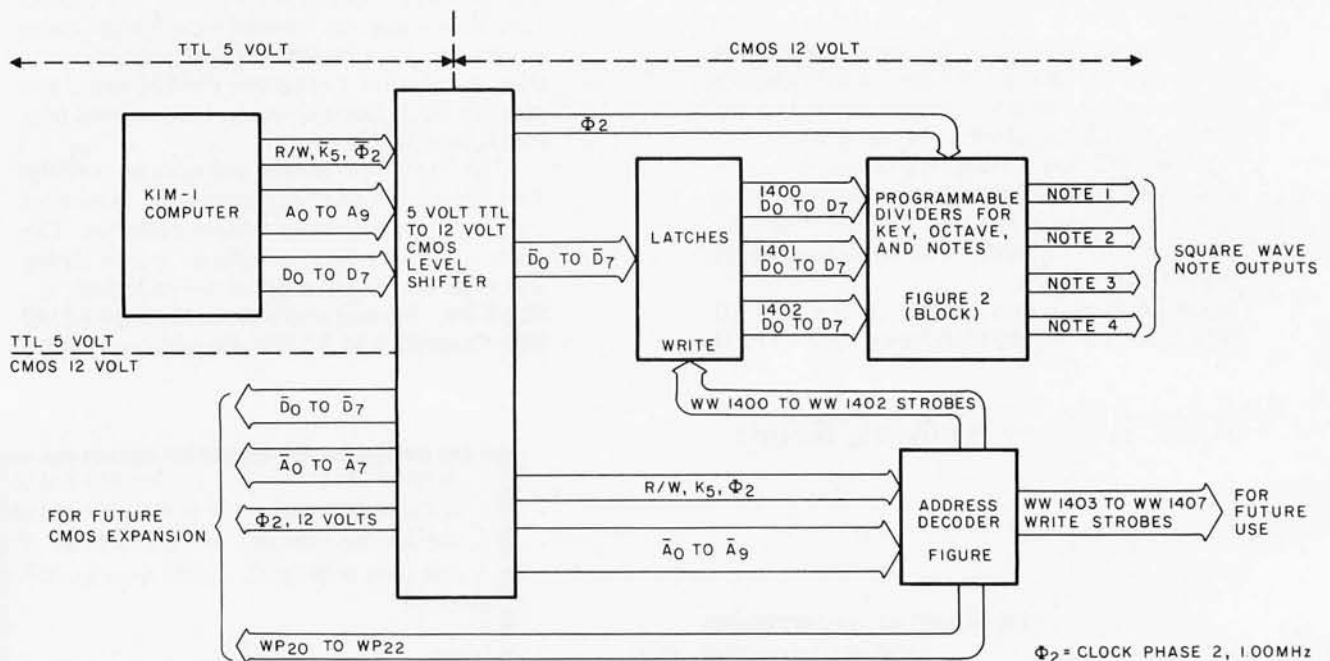 TTL 5 VOLT
CMOS 12 VOLT
KIM-1
COMPUTER
R/W, K̅5, Φ̅2
A0 TO A9
D0 TO D7
5 VOLT TTL
TO 12 VOLT
CMOS
LEVEL
SHIFTER
Φ2
D̅0 TO D̅7
LATCHES
WRITE
1400
D0 TO D7
1401
D0 TO D7
1402
D0 TO D7
PROGRAMMABLE
DIVIDERS FOR
KEY, OCTAVE,
AND NOTES
FIGURE 2
(BLOCK)
NOTE 1
NOTE 2
NOTE 3
NOTE 4
SQUARE WAVE
NOTE OUTPUTS
TTL 5 VOLT
CMOS 12 VOLT
D̅0 TO D̅7
A̅0 TO A̅7
Φ2, 12 VOLTS
FOR FUTURE
CMOS EXPANSION
WP20 TO WP22
WW 1400 TO WW 1402 STROBES
R/W, K5, Φ2
A̅0 TO A̅9
ADDRESS
DECODER
FIGURE
WW 1403 TO WW 1407
WRITE STROBES
FOR
FUTURE
USE
Φ2 = CLOCK PHASE 2, 1.00MHz